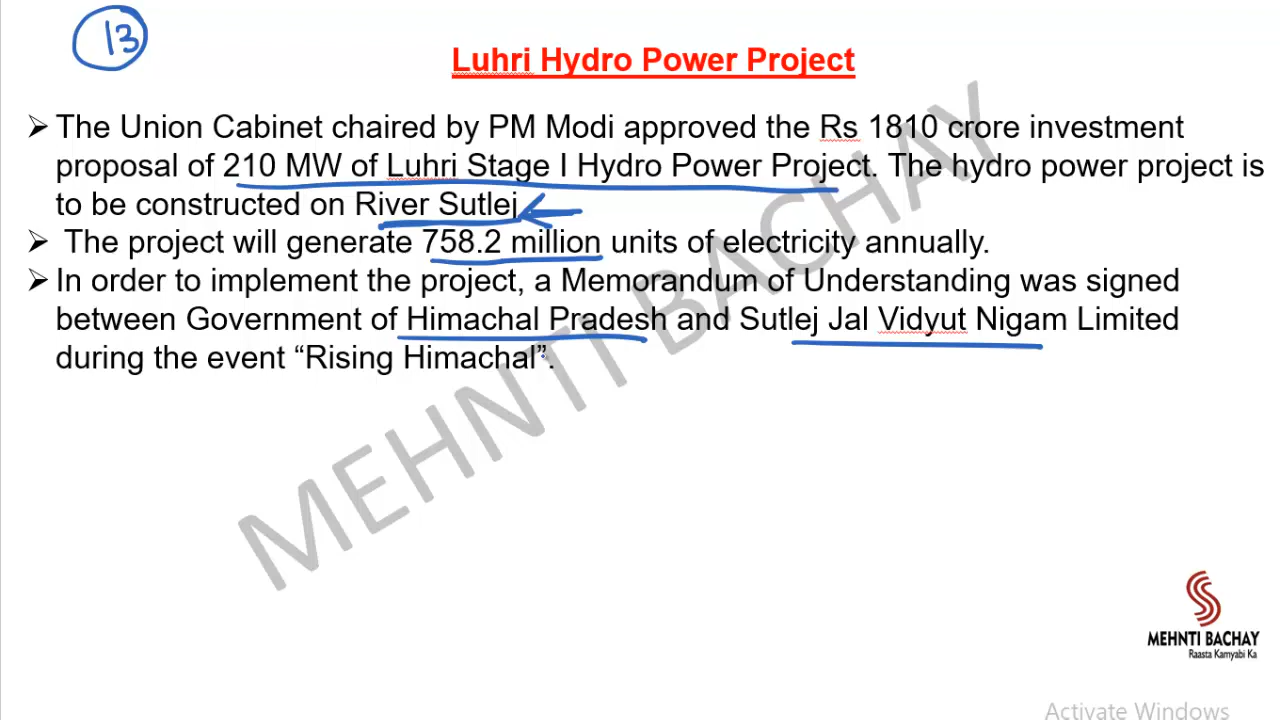 13
Luhri Hydro Power Project
➢ The Union Cabinet chaired by PM Modi approved the Rs 1810 crore investment
proposal of 210 MW of Luhri Stage I Hydro Power Project. The hydro power project is
to be constructed on River Sutlej
➢ The project will generate 758.2 million units of electricity annually.
➢ In order to implement the project, a Memorandum of Understanding was signed
between Government of Himachal Pradesh and Sutlej Jal Vidyut Nigam Limited
during the event “Rising Himachal”.
MEHNTI BACHAY
MEHNTI BACHAY
Raasta Kamyabi Ka
Activate Windows